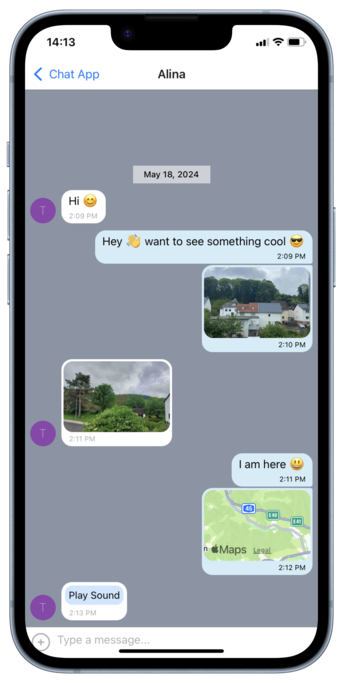 14:13
Chat App
Alina
May 18, 2024
T
Hi 😊
2:09 PM
Hey 👋 want to see something cool 😎
2:09 PM
2:10 PM
T
2:11 PM
I am here 😃
2:11 PM
45
E40
E41
n
Maps Legal
2:12 PM
T
Play Sound
2:13 PM
Type a message...